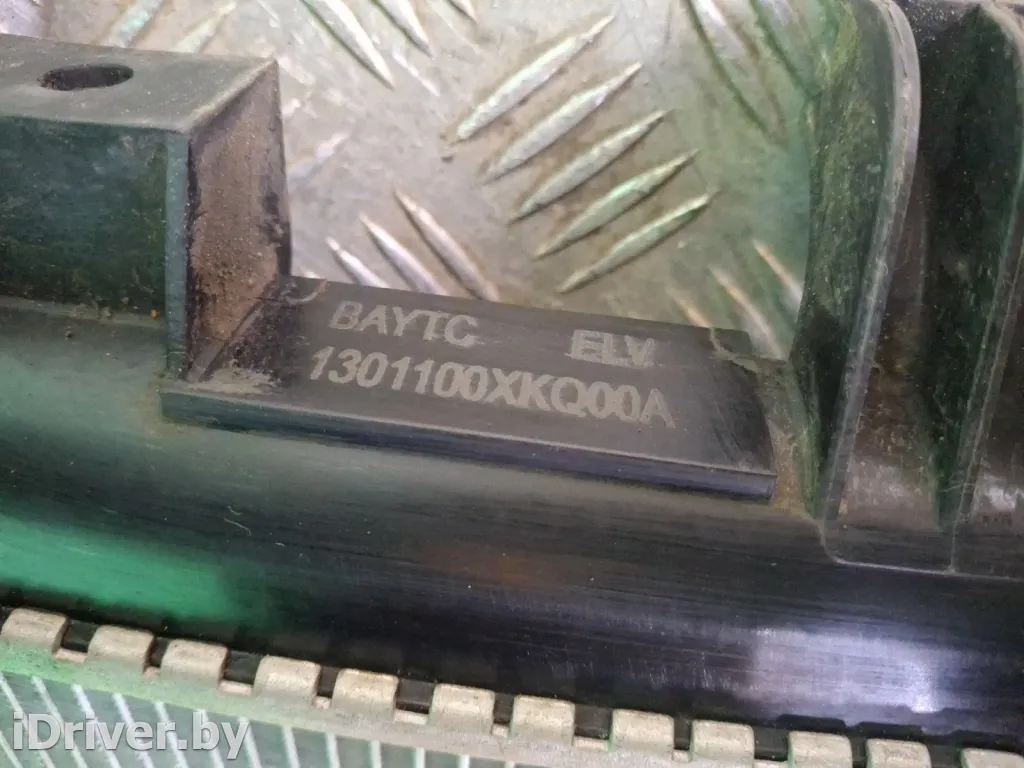 BAYTC ELV
1301100XKQ00A
iDriver.by